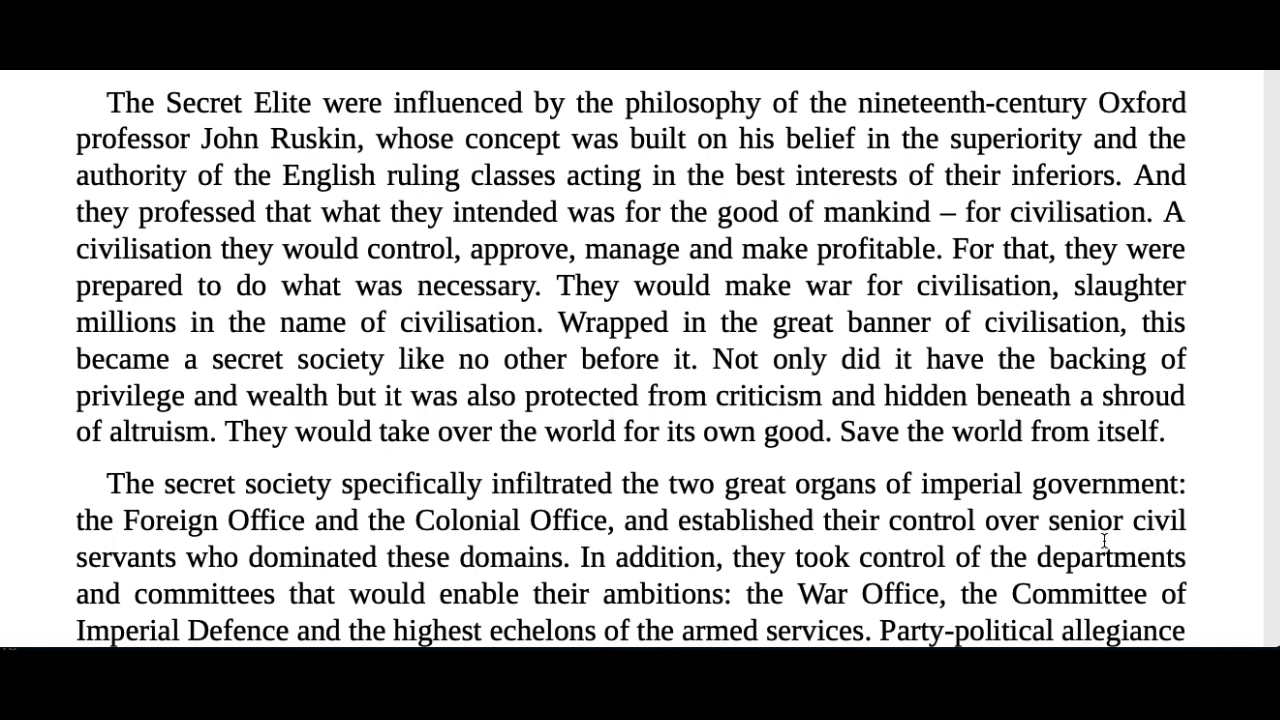 The Secret Elite were influenced by the philosophy of the nineteenth-century Oxford
professor John Ruskin, whose concept was built on his belief in the superiority and the
authority of the English ruling classes acting in the best interests of their inferiors. And
they professed that what they intended was for the good of mankind – for civilisation. A
civilisation they would control, approve, manage and make profitable. For that, they were
prepared to do what was necessary. They would make war for civilisation, slaughter
millions in the name of civilisation. Wrapped in the great banner of civilisation, this
became a secret society like no other before it. Not only did it have the backing of
privilege and wealth but it was also protected from criticism and hidden beneath a shroud
of altruism. They would take over the world for its own good. Save the world from itself.
The secret society specifically infiltrated the two great organs of imperial government:
the Foreign Office and the Colonial Office, and established their control over senior civil
servants who dominated these domains. In addition, they took control of the departments
and committees that would enable their ambitions: the War Office, the Committee of
Imperial Defence and the highest echelons of the armed services. Party-political allegiance